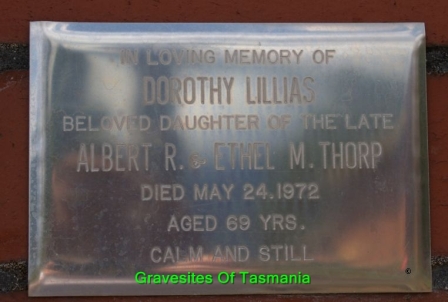 IN LOVING MEMORY OF
DOROTHY LILLIAS
BELOVED DAUGHTER OF THE LATE
ALBERT R. & ETHEL M. THORP
DIED MAY 24.1972
AGED 69 YRS.
CALM AND STILL
Gravesites Of Tasmania